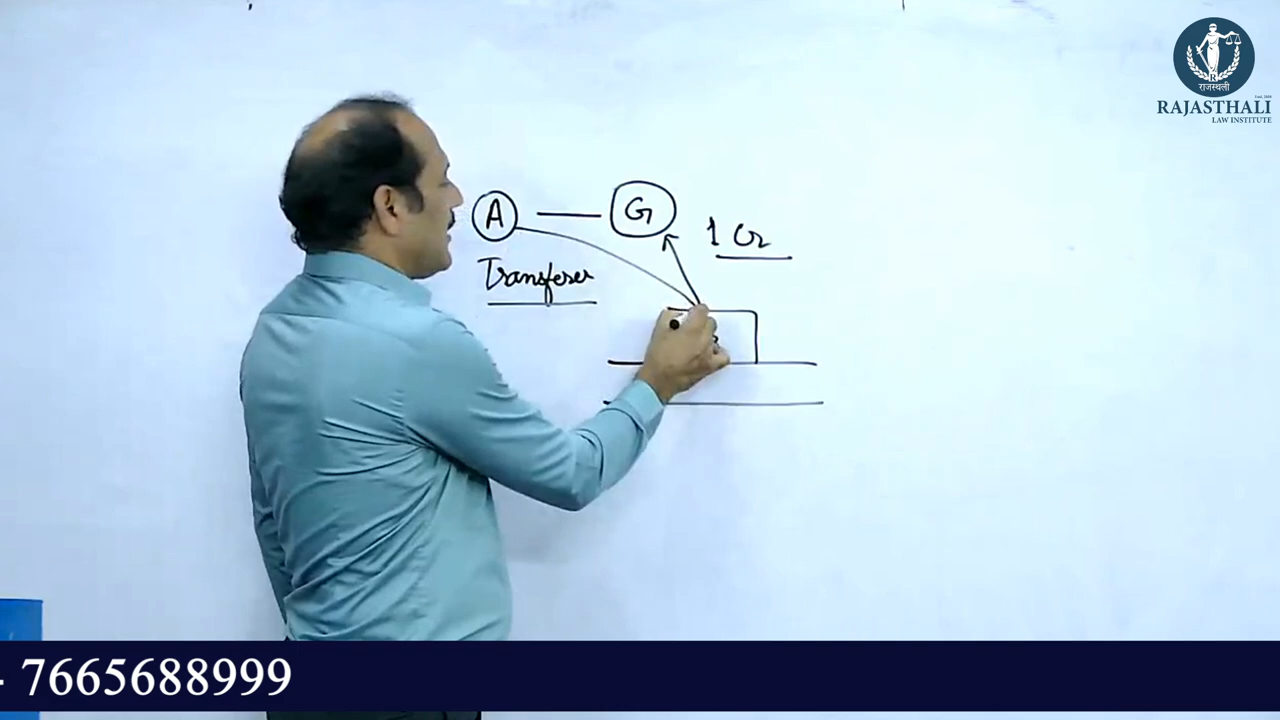 राजस्थली
RAJASTHALI
LAW INSTITUTE
A
G
1 Cr
Transferer
- 7665688999